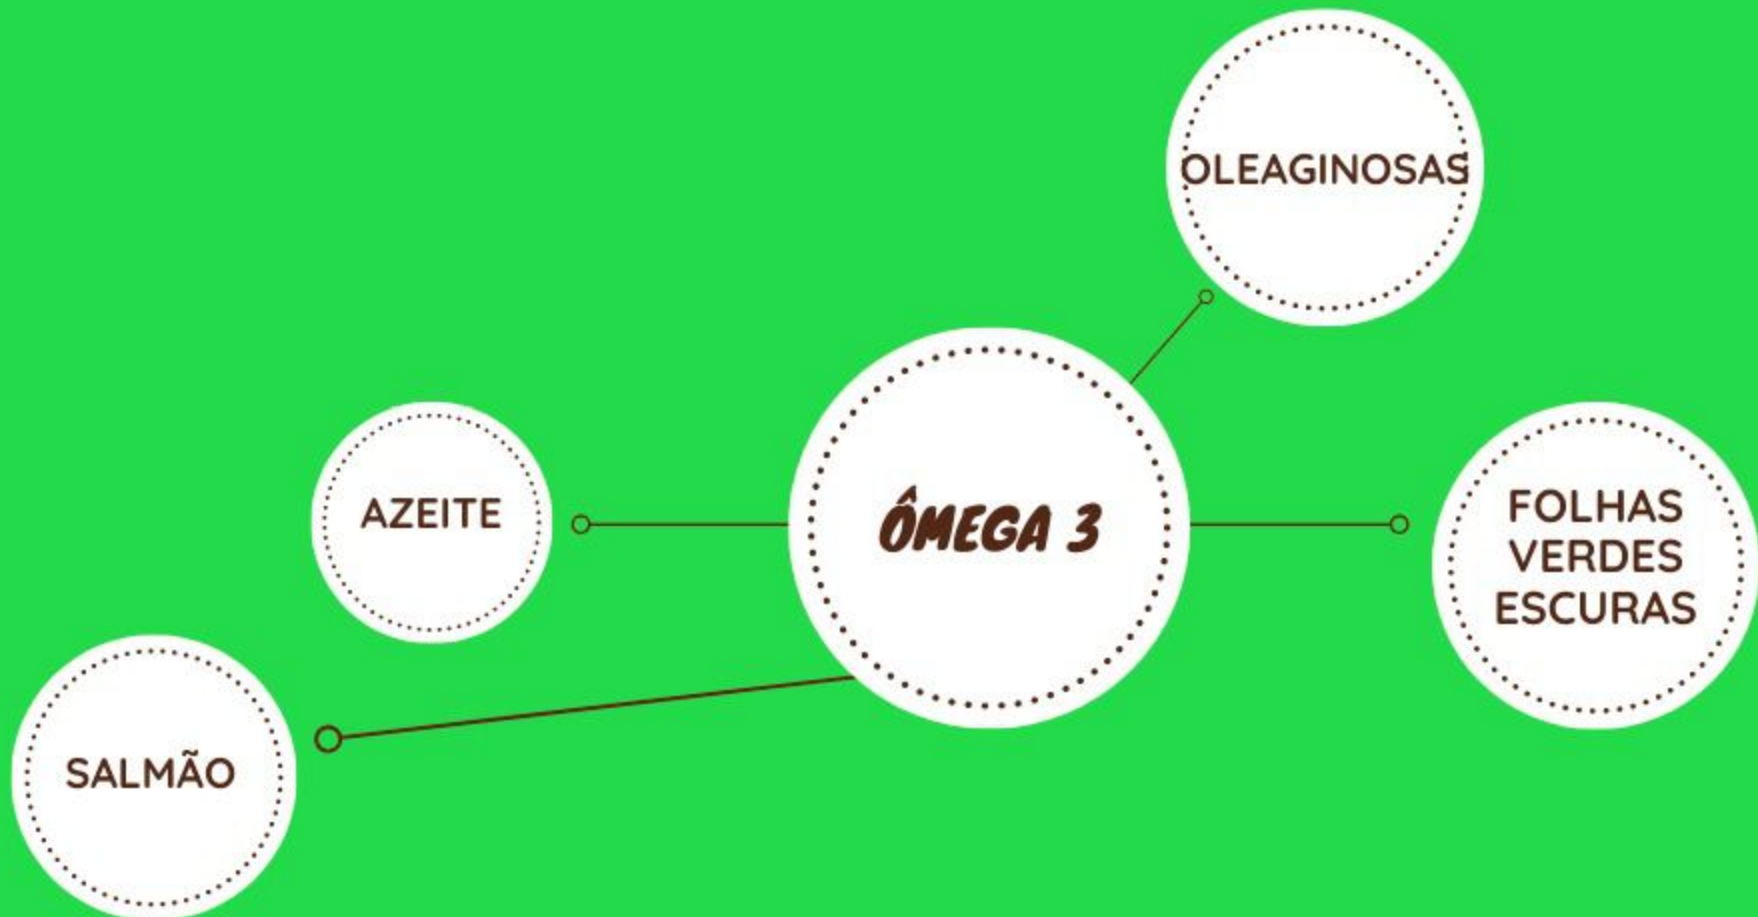 OLEAGINOSAS
AZEITE
ÔMEGA 3
FOLHAS
VERDES
ESCURAS
SALMÃO